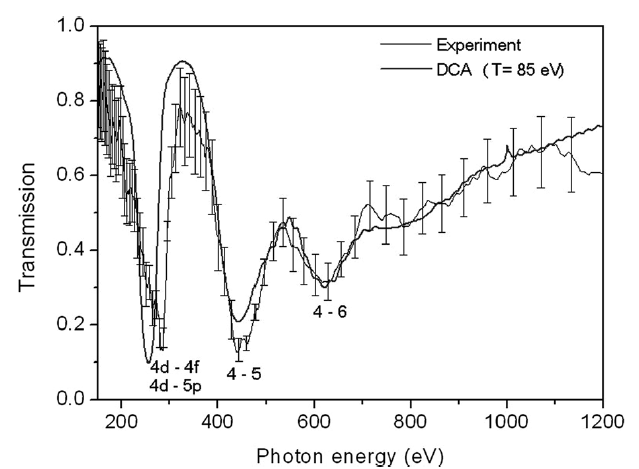 1.0
0.8
0.6
0.4
0.2
0.0
Transmission
Experiment
DCA (T= 85 eV)
4d - 4f
4d - 5p
4 - 5
4 - 6
200 400 600 800 1000 1200
Photon energy (eV)